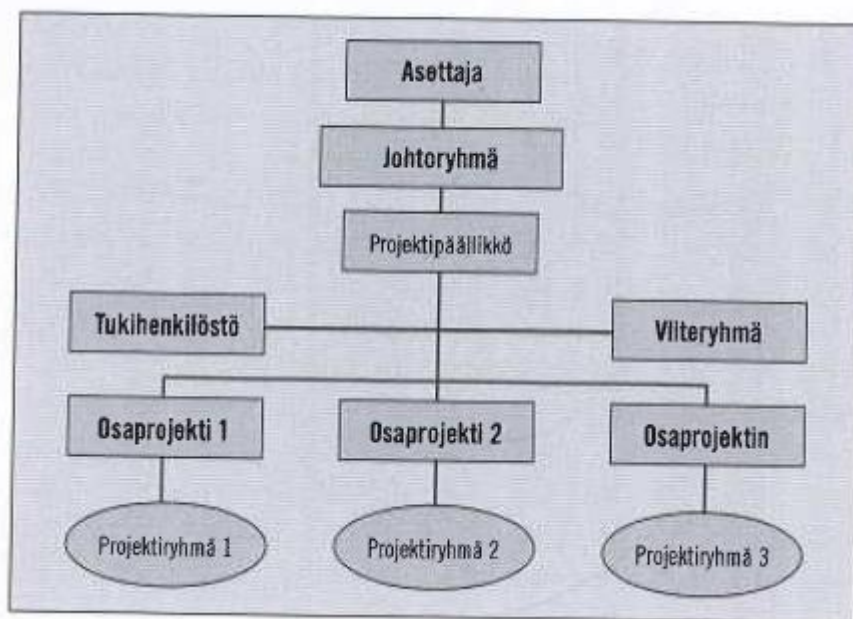 Asettaja
Johtoryhmä
Projektipäällikkö
Tukihenkilöstö
Viiteryhmä
Osaprojekti 1
Osaprojekti 2
Osaprojektin
Projektiryhmä 1
Projektiryhmä 2
Projektiryhmä 3